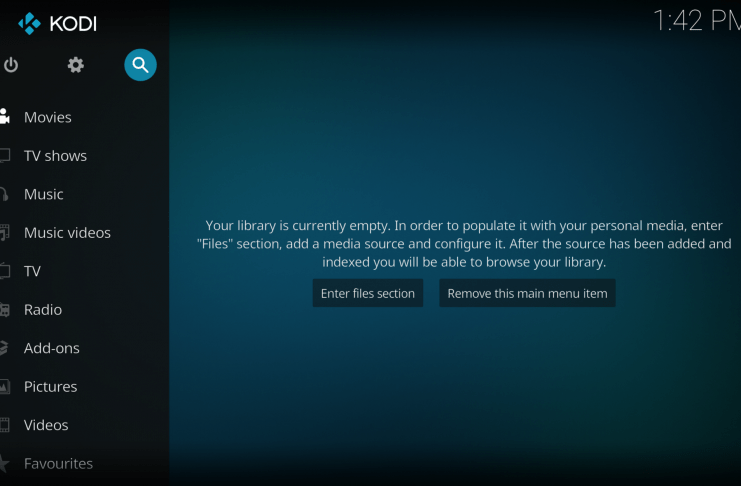 KODI
1:42 PM
Movies
TV shows
Music
Music videos
TV
Radio
Add-ons
Pictures
Videos
Favourites
Your library is currently empty. In order to populate it with your personal media, enter
"Files" section, add a media source and configure it. After the source has been added and
indexed you will be able to browse your library.
Enter files section
Remove this main menu item